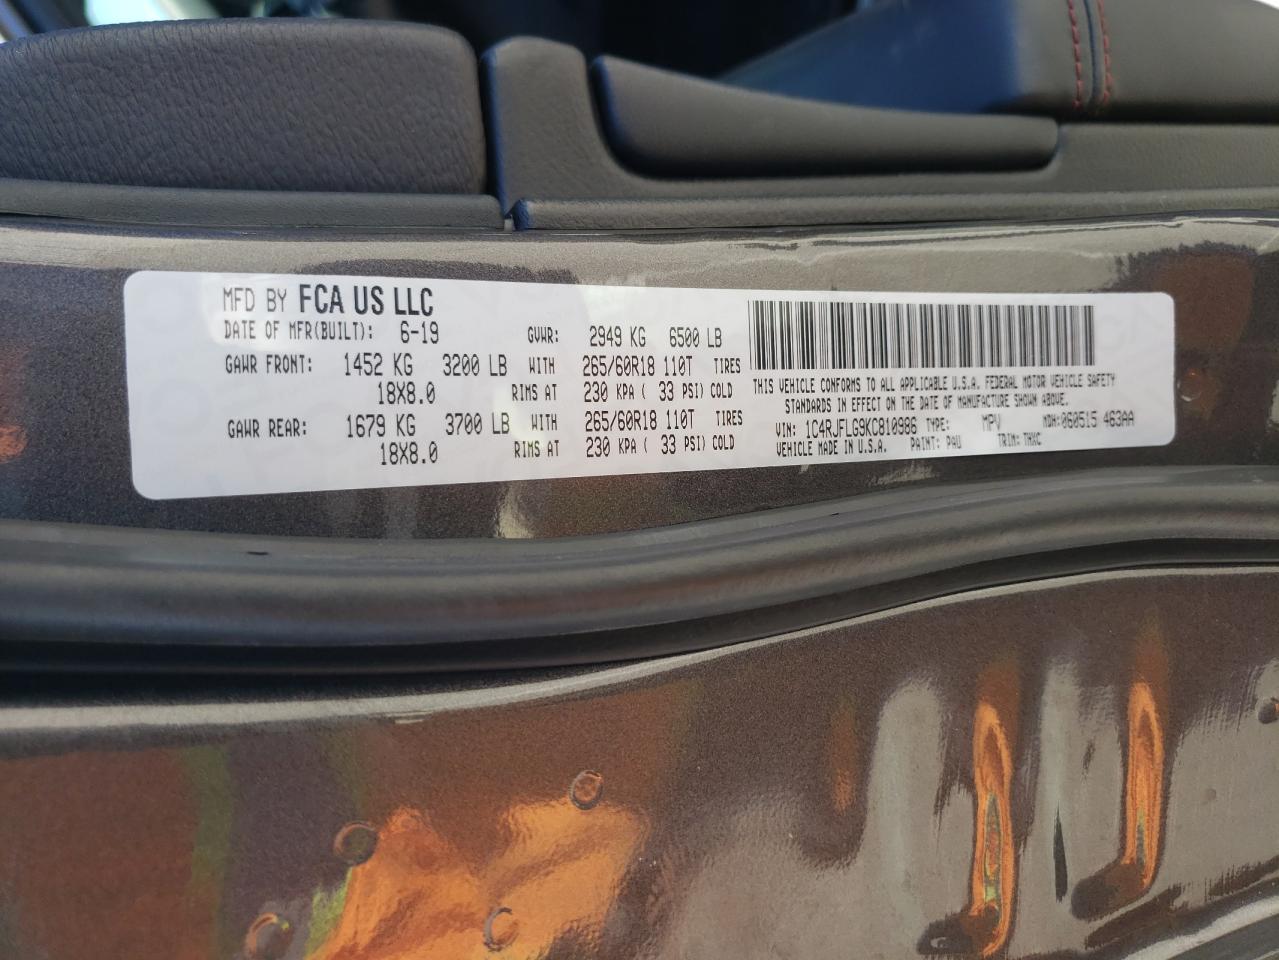 MFD BY FCA US LLC
DATE OF MFR(BUILT): 6-19 GVWR: 2949 KG 6500 LB
GAWR FRONT: 1452 KG 3200 LB WITH 265/60R18 110T TIRES
18X8.0 RIMS AT 230 KPA ( 33 PSI) COLD
GAWR REAR: 1679 KG 3700 LB WITH 265/60R18 110T TIRES
18X8.0 RIMS AT 230 KPA ( 33 PSI) COLD
THIS VEHICLE CONFORMS TO ALL APPLICABLE U.S.A. FEDERAL MOTOR VEHICLE SAFETY
STANDARDS IN EFFECT ON THE DATE OF MANUFACTURE SHOWN ABOVE.
VIN: 1C4RJFLG9KC810986 TYPE: MPV MDH:060515 463AA
VEHICLE MADE IN U.S.A. PAINT: PAU TRIM: THXC